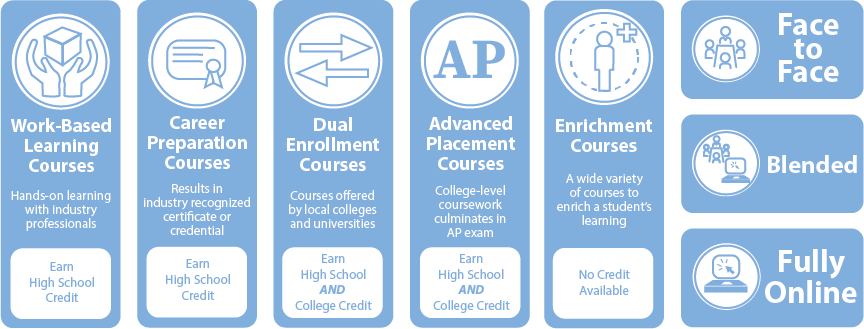 Work-Based
Learning
Courses
Hands-on learning
with industry
professionals
Earn
High School
Credit
Career
Preparation
Courses
Results in
industry recognized
certificate or
credential
Earn
High School
Credit
Dual
Enrollment
Courses
Courses offered
by local colleges
and universities
Earn
High School
AND
College Credit
AP
Advanced
Placement
Courses
College-level
coursework
culminates in
AP exam
Earn
High School
AND
College Credit
Enrichment
Courses
A wide variety
of courses to
enrich a student's
learning
No Credit
Available
Face
to
Face
Blended
Fully
Online